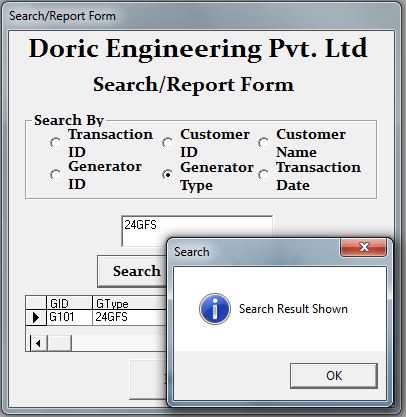 Search/Report Form
Doric Engineering Pvt. Ltd
Search/Report Form
Search By
Transaction ID
Customer ID
Customer Name
Generator ID
Generator Type
Transaction Date
24GFS
Search
Search
GID GType
G101 24GFS
Search Result Shown
OK